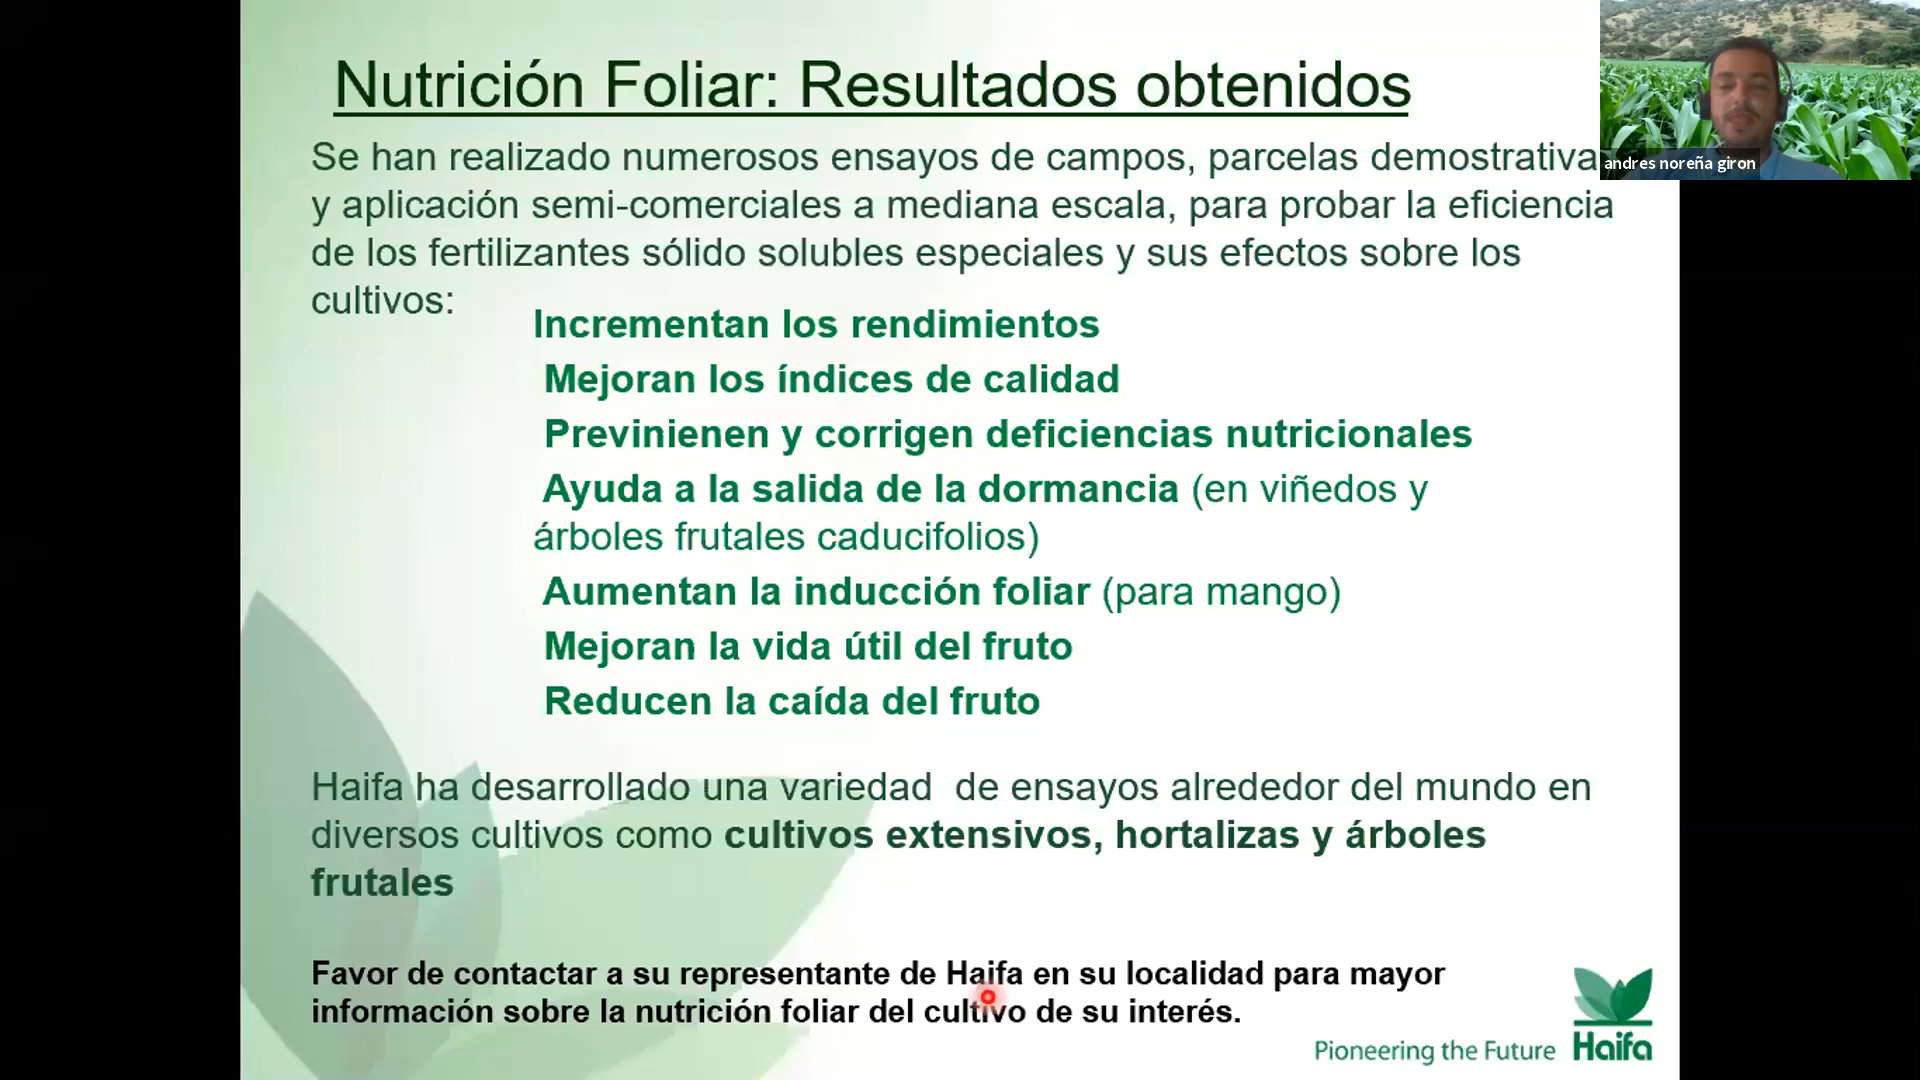 Nutrición Foliar: Resultados obtenidos
Se han realizado numerosos ensayos de campos, parcelas demostrativa
y aplicación semi-comerciales a mediana escala, para probar la eficiencia
de los fertilizantes sólido solubles especiales y sus efectos sobre los
cultivos:
Incrementan los rendimientos
Mejoran los índices de calidad
Previnienen y corrigen deficiencias nutricionales
Ayuda a la salida de la dormancia (en viñedos y
árboles frutales caducifolios)
Aumentan la inducción foliar (para mango)
Mejoran la vida útil del fruto
Reducen la caída del fruto
Haifa ha desarrollado una variedad de ensayos alrededor del mundo en
diversos cultivos como cultivos extensivos, hortalizas y árboles
frutales
Favor de contactar a su representante de Haifa en su localidad para mayor
información sobre la nutrición foliar del cultivo de su interés.
Pioneering the Future
Haifa
andres noreña giron